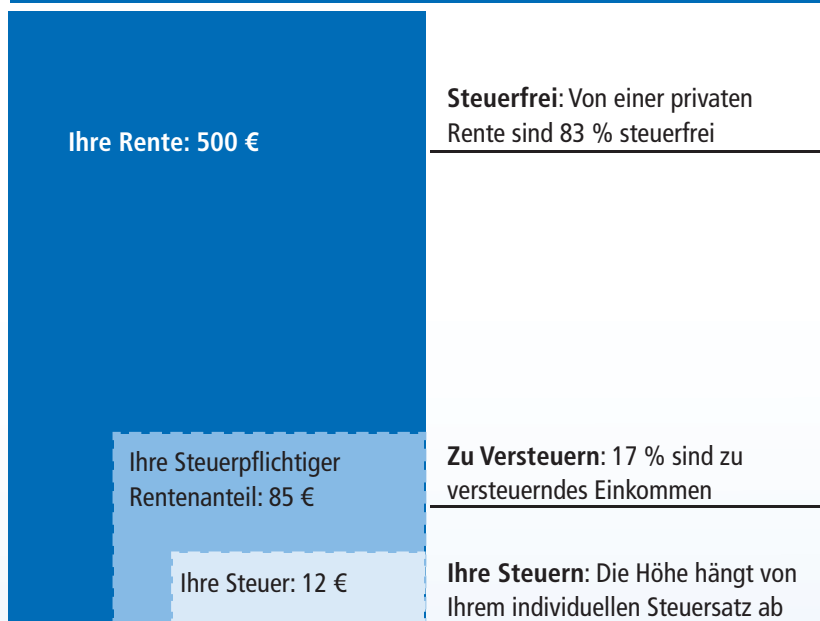 Ihre Rente: 500 €
Steuerfrei: Von einer privaten
Rente sind 83 % steuerfrei
Ihre Steuerpflichtiger
Rentenanteil: 85 €
Zu Versteuern: 17 % sind zu
versteuerndes Einkommen
Ihre Steuer: 12 €
Ihre Steuern: Die Höhe hängt von
Ihrem individuellen Steuersatz ab